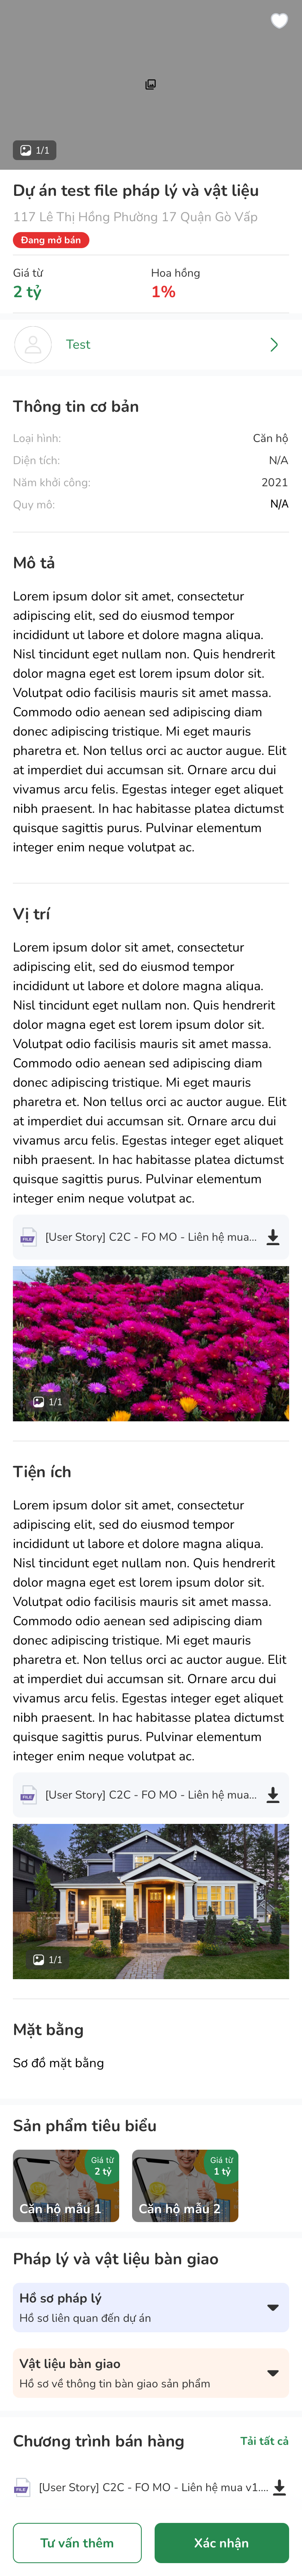 1/1
Dự án test file pháp lý và vật liệu
117 Lê Thị Hồng Phường 17 Quận Gò Vấp
Đang mở bán
Giá từ
Hoa hồng
2 tỷ
1%
Test
Thông tin cơ bản
Loại hình:
Căn hộ
Diện tích:
N/A
Năm khởi công:
2021
Quy mô:
N/A
Mô tả
Lorem ipsum dolor sit amet, consectetur
adipiscing elit, sed do eiusmod tempor
incididunt ut labore et dolore magna aliqua.
Nisl tincidunt eget nullam non. Quis hendrerit
dolor magna eget est lorem ipsum dolor sit.
Volutpat odio facilisis mauris sit amet massa.
Commodo odio aenean sed adipiscing diam
donec adipiscing tristique. Mi eget mauris
pharetra et. Non tellus orci ac auctor augue. Elit
at imperdiet dui accumsan sit. Ornare arcu dui
vivamus arcu felis. Egestas integer eget aliquet
nibh praesent. In hac habitasse platea dictumst
quisque sagittis purus. Pulvinar elementum
integer enim neque volutpat ac.
Vị trí
Lorem ipsum dolor sit amet, consectetur
adipiscing elit, sed do eiusmod tempor
incididunt ut labore et dolore magna aliqua.
Nisl tincidunt eget nullam non. Quis hendrerit
dolor magna eget est lorem ipsum dolor sit.
Volutpat odio facilisis mauris sit amet massa.
Commodo odio aenean sed adipiscing diam
donec adipiscing tristique. Mi eget mauris
pharetra et. Non tellus orci ac auctor augue. Elit
at imperdiet dui accumsan sit. Ornare arcu dui
vivamus arcu felis. Egestas integer eget aliquet
nibh praesent. In hac habitasse platea dictumst
quisque sagittis purus. Pulvinar elementum
integer enim neque volutpat ac.
FILE [User Story] C2C - FO MO - Liên hệ mua...
1/1
Tiện ích
Lorem ipsum dolor sit amet, consectetur
adipiscing elit, sed do eiusmod tempor
incididunt ut labore et dolore magna aliqua.
Nisl tincidunt eget nullam non. Quis hendrerit
dolor magna eget est lorem ipsum dolor sit.
Volutpat odio facilisis mauris sit amet massa.
Commodo odio aenean sed adipiscing diam
donec adipiscing tristique. Mi eget mauris
pharetra et. Non tellus orci ac auctor augue. Elit
at imperdiet dui accumsan sit. Ornare arcu dui
vivamus arcu felis. Egestas integer eget aliquet
nibh praesent. In hac habitasse platea dictumst
quisque sagittis purus. Pulvinar elementum
integer enim neque volutpat ac.
FILE [User Story] C2C - FO MO - Liên hệ mua...
1/1
Mặt bằng
Sơ đồ mặt bằng
Sản phẩm tiêu biểu
Giá từ
2 tỷ
Căn hộ mẫu 1
Giá từ
1 tỷ
Căn hộ mẫu 2
Pháp lý và vật liệu bàn giao
Hồ sơ pháp lý
Hồ sơ liên quan đến dự án
Vật liệu bàn giao
Hồ sơ về thông tin bàn giao sản phẩm
Chương trình bán hàng
Tải tất cả
FILE [User Story] C2C - FO MO - Liên hệ mua v1....
Tư vấn thêm
Xác nhận